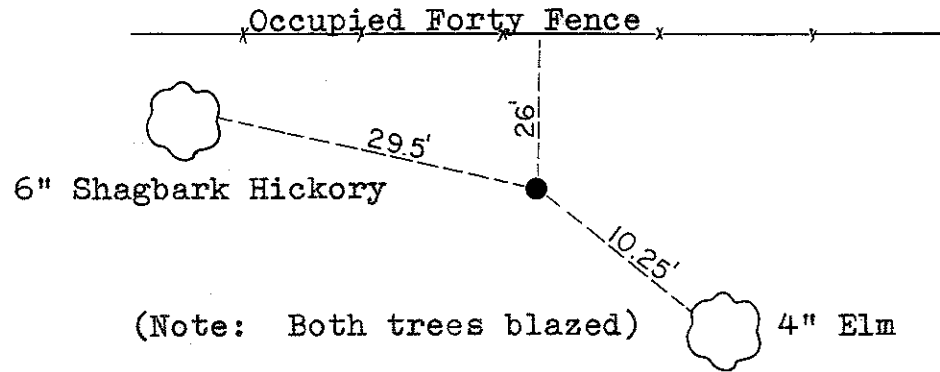 Occupied Forty Fence
26'
29.5'
6" Shagbark Hickory
10.25'
(Note: Both trees blazed)
4" Elm